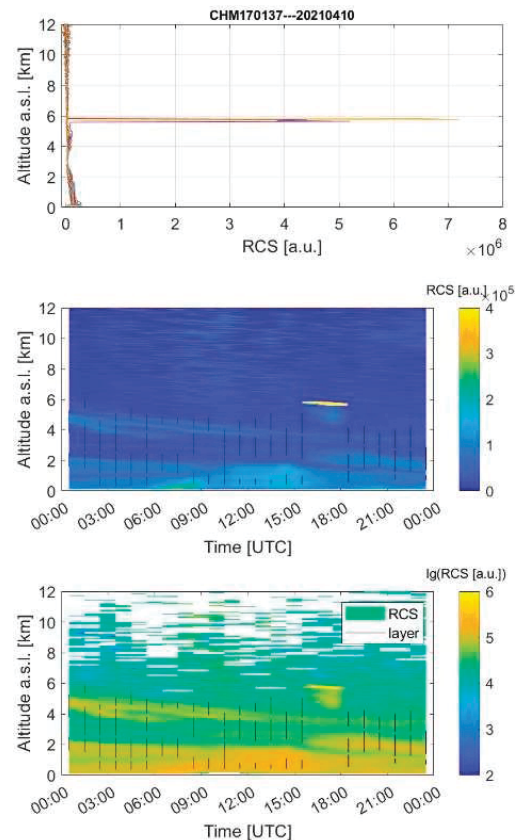 CHM170137---20210410
12
10
8
6
4
2
0
Altitude a.s.l. [km]
0 1 2 3 4 5 6 7 8
RCS [a.u.]
×10⁶
RCS [a.u.]
×10⁵
12
10
8
6
4
2
0
Altitude a.s.l. [km]
4
3
2
1
0
00:00 03:00 06:00 09:00 12:00 15:00 18:00 21:00 00:00
Time [UTC]
lg(RCS [a.u.])
12
10
8
6
4
2
0
Altitude a.s.l. [km]
RCS
layer
6
5
4
3
2
00:00 03:00 06:00 09:00 12:00 15:00 18:00 21:00 00:00
Time [UTC]